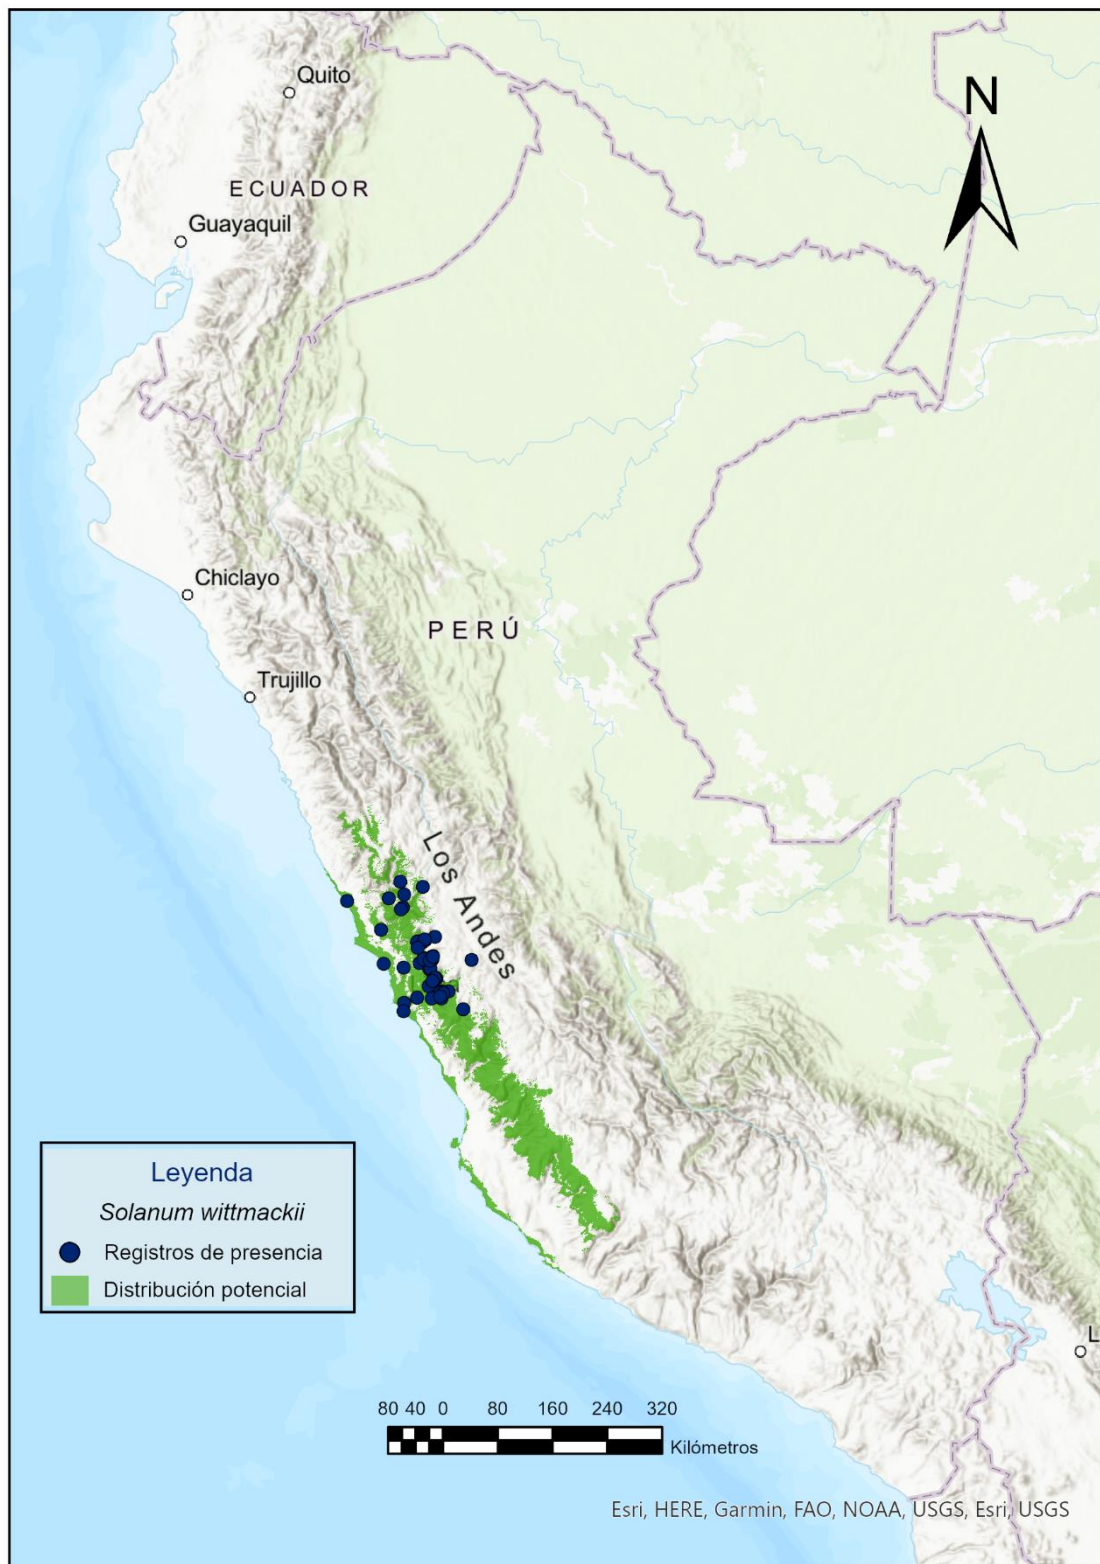 Quito
N
ECUADOR
Guayaquil
Chiclayo
PERÚ
Trujillo
Los Andes
Leyenda
Solanum wittmackii
Registros de presencia
Distribución potencial
L
80 40 0 80 160 240 320
Kilómetros
Esri, HERE, Garmin, FAO, NOAA, USGS, Esri, USGS